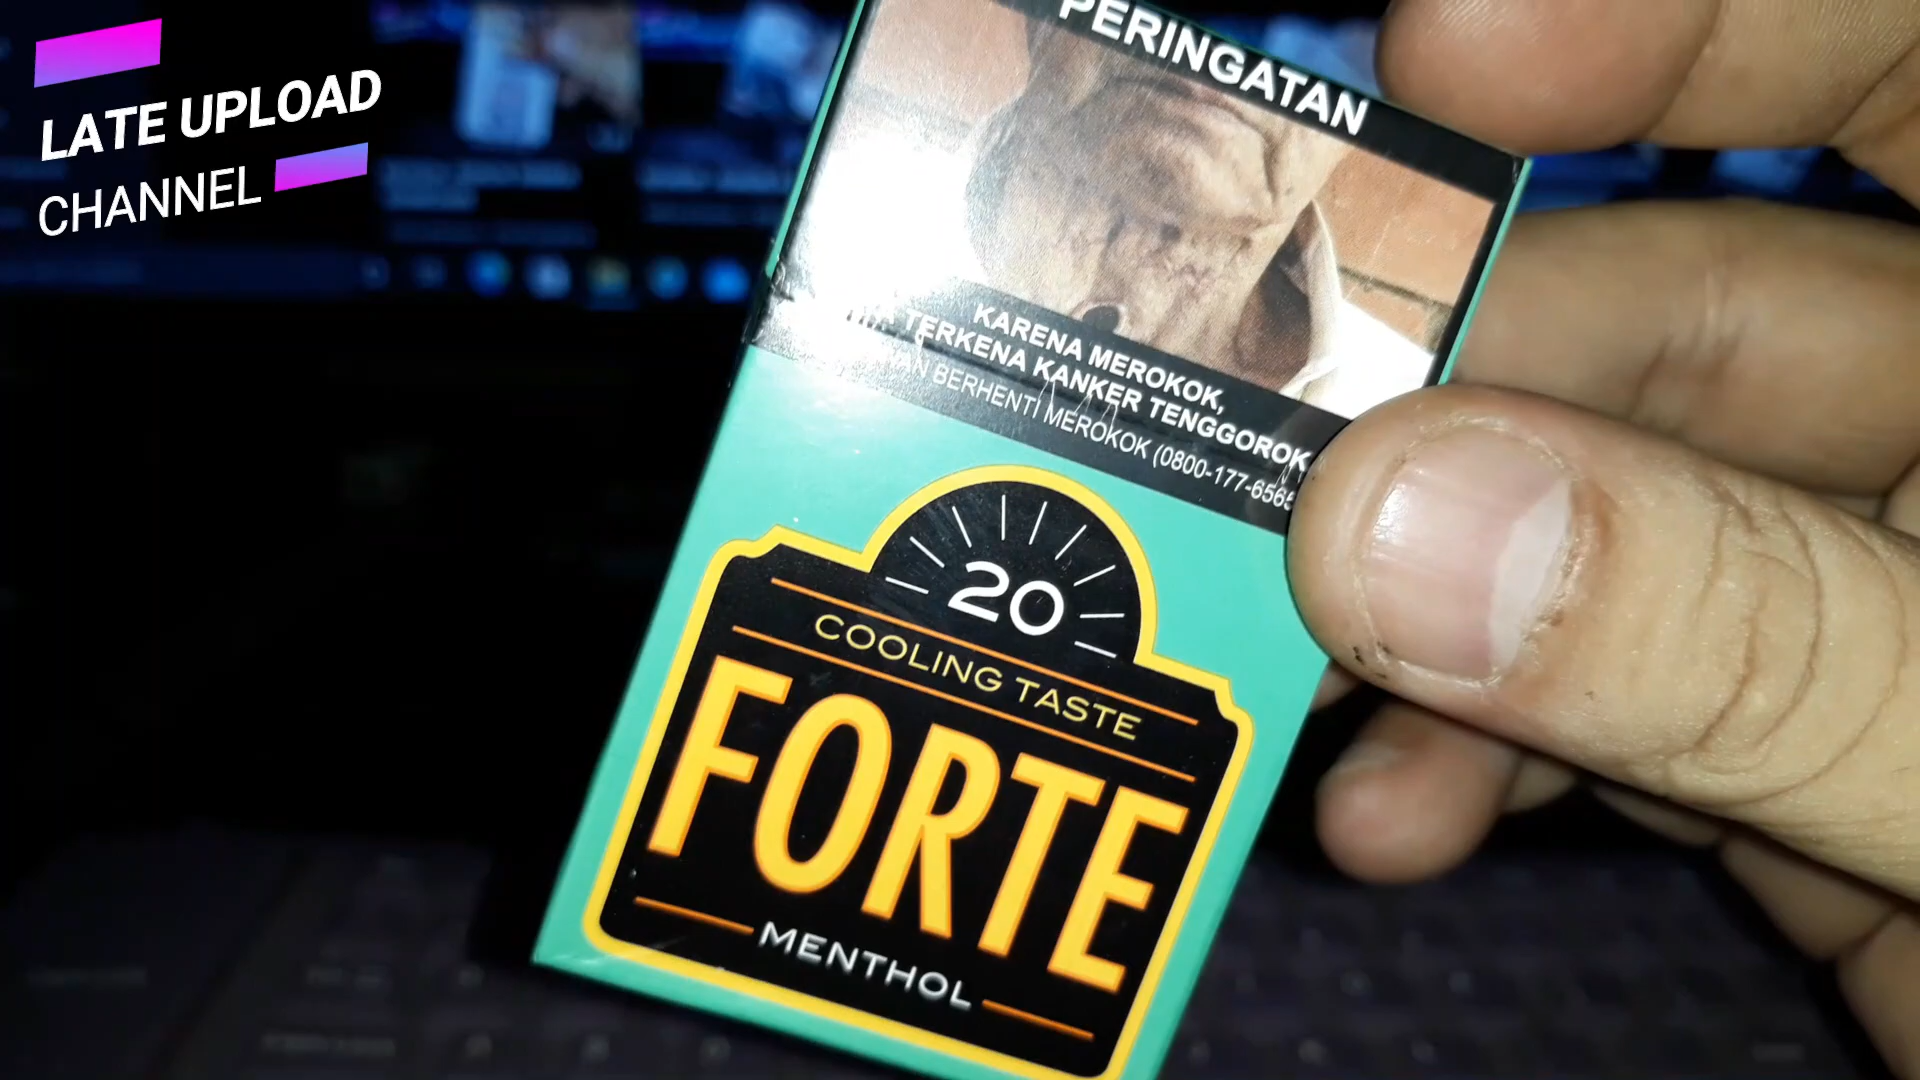 LATE UPLOAD
CHANNEL
PERINGATAN
KARENA MEROKOK,
TERKENA KANKER TENGGOROK
BERHENTI MEROKOK (0800-177-6565
20
COOLING TASTE
FORTE
MENTHOL